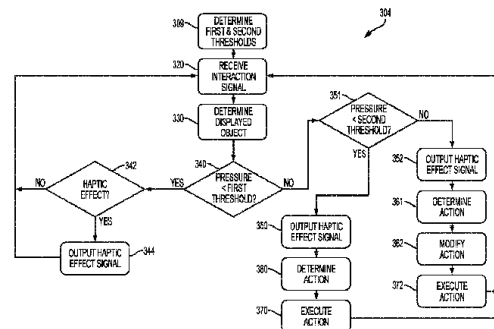 304
309
DETERMINE
FIRST & SECOND
THRESHOLDS
320
RECEIVE
INTERACTION
SIGNAL
330
DETERMINE
DISPLAYED
OBJECT
340
PRESSURE
< FIRST
THRESHOLD?
YES
NO
342
HAPTIC
EFFECT?
NO
YES
OUTPUT HAPTIC
EFFECT SIGNAL
344
351
PRESSURE
< SECOND
THRESHOLD?
NO
YES
350
OUTPUT HAPTIC
EFFECT SIGNAL
360
DETERMINE
ACTION
370
EXECUTE
ACTION
352
OUTPUT HAPTIC
EFFECT SIGNAL
361
DETERMINE
ACTION
362
MODIFY
ACTION
372
EXECUTE
ACTION